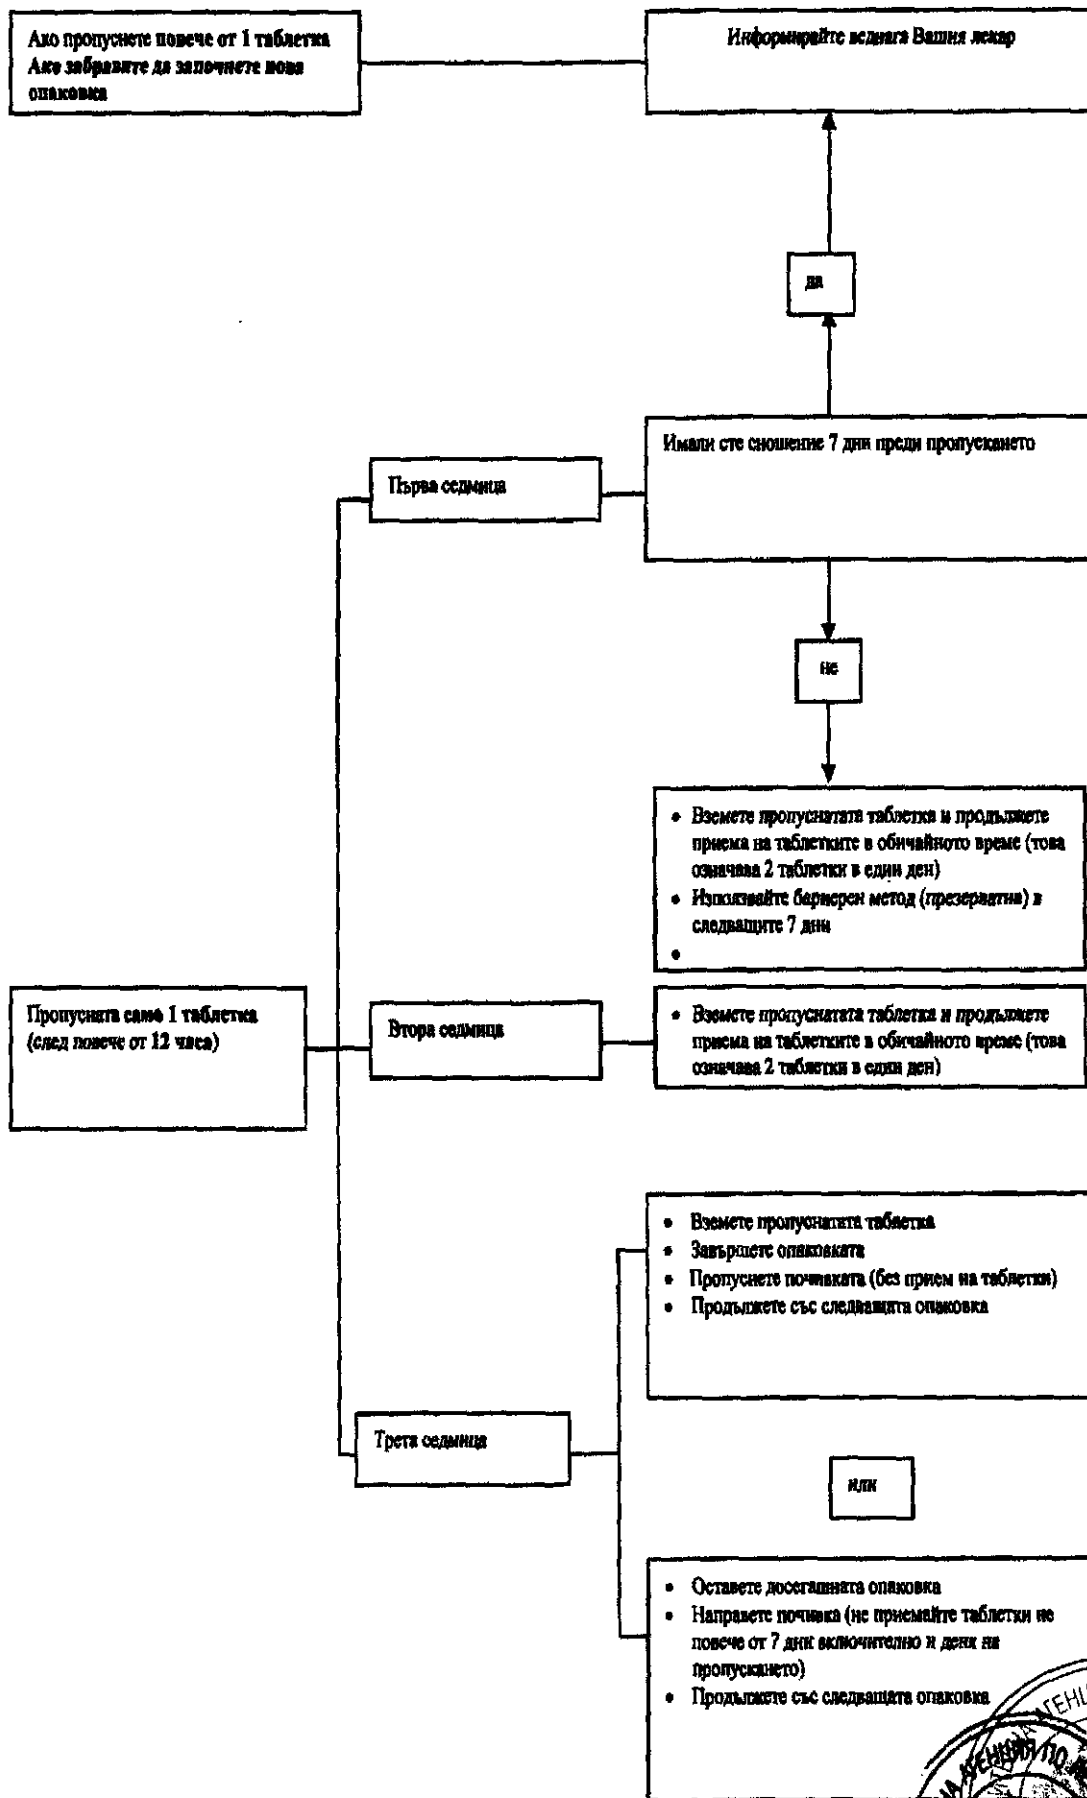 Ако пропуснете повече от 1 таблетка
Ако забравите да започнете нова
опаковка
Информирайте веднага Вашия лекар
да
Имали сте сношение 7 дни преди пропускането
Първа седмица
не
• Вземете пропуснатата таблетка и продължете
приема на таблетките в обичайното време (това
означава 2 таблетки в един ден)
• Използвайте бариерен метод (презерватив) в
следващите 7 дни
•
Пропусната само 1 таблетка
(след повече от 12 часа)
Втора седмица
• Вземете пропуснатата таблетка и продължете
приема на таблетките в обичайното време (това
означава 2 таблетки в един ден)
• Вземете пропуснатата таблетка
• Завършете опаковката
• Пропуснете почивката (без прием на таблетки)
• Продължете със следващата опаковка
Трета седмица
или
• Оставете досегашната опаковка
• Направете почивка (не приемайте таблетки не
повече от 7 дни включително и деня на
пропускането)
• Продължете със следващата опаковка
АГЕНЦИЯ ПО